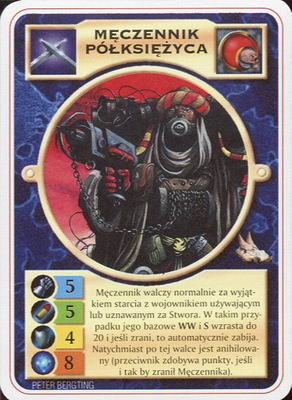 MĘCZENNIK
PÓŁKSIĘŻYCA
5
5
4
8
Męczennik walczy normalnie za wyjąt-
kiem starcia z wojownikiem używającym
lub uznawanym za Stwora. W takim przy-
padku jego bazowe WW i S wzrasta do
20 i jeśli zrani, to automatycznie zabija.
Natychmiast po tej walce jest anihilowa-
ny (przeciwnik zdobywa punkty, jeśli
i tak by zranił Męczennika).
PETER BERGTING